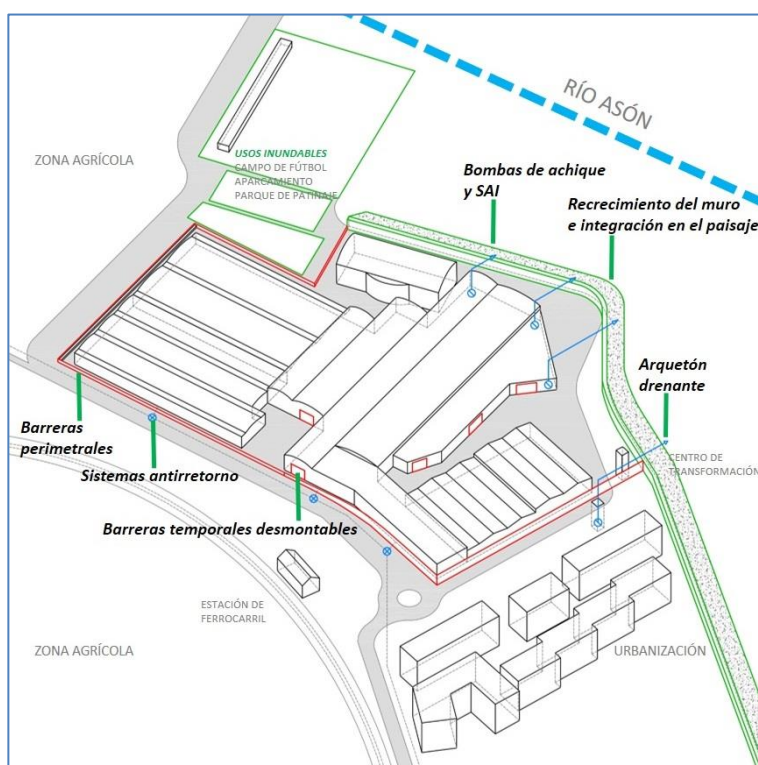 RÍO ASÓN
ZONA AGRÍCOLA
USOS INUNDABLES
CAMPO DE FÚTBOL
APARCAMIENTO
PARQUE DE PATINAJE
Bombas de achique
y SAI
Recrecimiento del muro
e integración en el paisaje
Arquetón
drenante
Barreras
perimetrales
CENTRO DE
TRANSFORMACIÓN
Sistemas antirretorno
Barreras temporales desmontables
ESTACIÓN DE
FERROCARRIL
ZONA AGRÍCOLA
URBANIZACIÓN